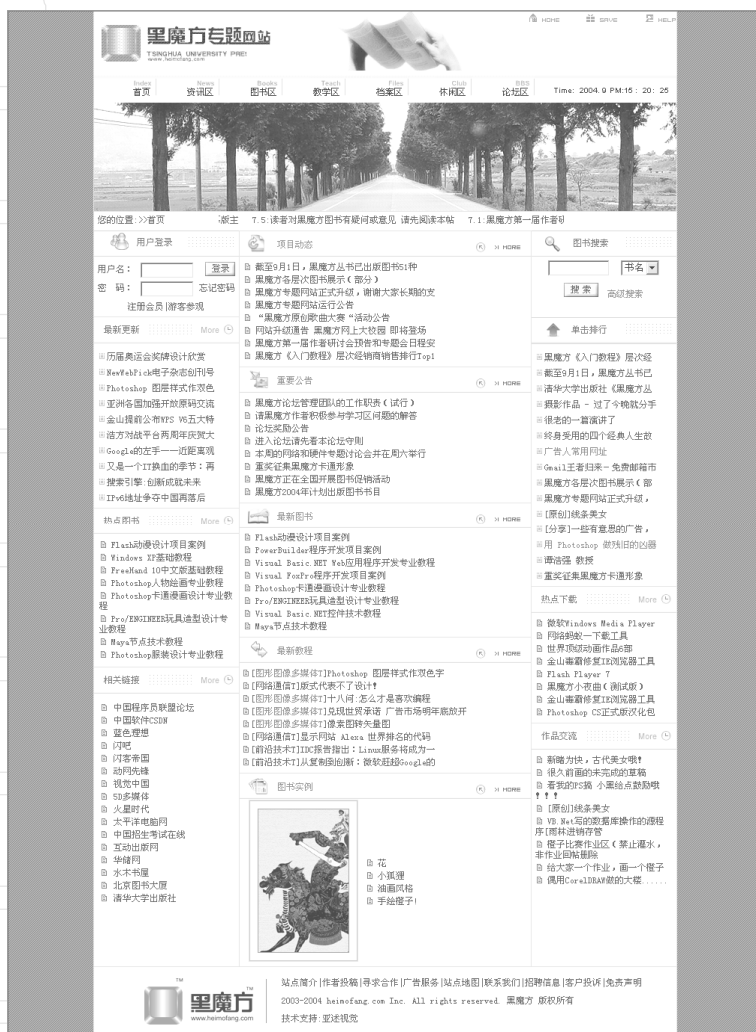 HOME SAVE HELP
黑魔方专题网站
TSINGHUA UNIVERSITY PRE!
www.heimofang.com
Index News Books Teach Files Club BBS
首页 资讯区 图书区 教学区 档案区 休闲区 论坛区 Time: 2004. 9 PM:15 : 20: 25
您的位置:>>首页 版主 7.5:读者对黑魔方图书有疑问或意见 请先阅读本帖 7.1:黑魔方第一届作者研
用户登录
用户名: 登录
密 码: 忘记密码
注册会员|游客参观
最新更新 More
历届奥运会奖牌设计欣赏
NewWebPick电子杂志创刊号
Photoshop 图层样式作双色
亚洲各国加强开放原码交流
金山提前公布WPS V6五大特
浩方对战平台两周年庆贺大
Google的左手——近距离观
又是一个IT换血的季节:再
搜索引擎:创新成就未来
IPv6地址争夺中国再落后
热点图书 More
Flash动漫设计项目案例
Windows XP基础教程
FreeHand 10中文版基础教程
Photoshop人物绘画专业教程
Photoshop卡通漫画设计专业教
程
Pro/ENGINEER玩具造型设计专
业教程
Maya节点技术教程
Photoshop服装设计专业教程
相关链接 More
中国程序员联盟论坛
中国软件CSDN
蓝色理想
闪吧
闪客帝国
动网先锋
视觉中国
5D多媒体
火星时代
太平洋电脑网
中国招生考试在线
互动出版网
华储网
水木书屋
北京图书大厦
清华大学出版社
项目动态 MORE
截至9月1日,黑魔方丛书已出版图书51种
黑魔方各层次图书展示(部分)
黑魔方专题网站正式升级,谢谢大家长期的支
黑魔方专题网站运行公告
“黑魔方原创歌曲大赛“活动公告
网站升级通告 黑魔方网上大校园 即将登场
黑魔方第一届作者研讨会预告和专题会日程安
黑魔方《入门教程》层次经销商销售排行Top1
重要公告 MORE
黑魔方论坛管理团队的工作职责(试行)
请黑魔方作者积极参与学习区问题的解答
论坛奖励公告
进入论坛请先看本论坛守则
本周的网络和硬件专题讨论会并在周六举行
重奖征集黑魔方卡通形象
黑魔方正在全国开展图书促销活动
黑魔方2004年计划出版图书书目
最新图书 MORE
Flash动漫设计项目案例
PowerBuilder程序开发项目案例
Visual Basic.NET Web应用程序开发专业教程
Visual FoxPro程序开发项目案例
Photoshop卡通漫画设计专业教程
Pro/ENGINEER玩具造型设计专业教程
Visual Basic.NET控件技术教程
Maya节点技术教程
最新教程 MORE
[图形图像多媒体T]Photoshop 图层样式作双色字
[网络通信T]版式代表不了设计!
[图形图像多媒体T]十八问:怎么才是喜欢编程
[图形图像多媒体T]兑现世贸承诺 广告市场明年底放开
[图形图像多媒体T]像素图转矢量图
[网络通信T]显示网站 Alexa 世界排名的代码
[前沿技术T]IDC报告指出:Linux服务将成为一
[前沿技术T]从复制到创新:微软赶超Google的
图书实例 MORE
花
小狐狸
油画风格
手绘橙子!
图书搜索
书名
搜 索 高级搜索
单击排行
黑魔方《入门教程》层次经
截至9月1日,黑魔方丛书已
清华大学出版社《黑魔方丛
摄影作品 - 过了今晚就分手
很老的一篇演讲了
终身受用的四个经典人生故
广告人常用网址
Gmail王者归来-免费邮箱市
黑魔方各层次图书展示(部
黑魔方专题网站正式升级,
[原创]线条美女
[分享]一些有意思的广告,
用 Photoshop 做残旧的凶器
谭浩强 教授
重奖征集黑魔方卡通形象
热点下载 More
微软Windows Media Player
网络蚂蚁一下载工具
世界顶级动画作品6部
金山毒霸修复IE浏览器工具
Flash Player 7
黑魔方小夜曲(测试版)
金山毒霸修复IE浏览器工具
Photoshop CS正式版汉化包
作品交流 More
新睹为快,古代美女哦!
很久前画的未完成的草稿
看我的PS搞 小黑给点鼓励哦
!!!
[原创]线条美女
VB.Net写的数据库操作的源程
序[雨林进销存管
橙子比赛作业区(禁止灌水,
非作业回帖删除
给大家一个作业,画一个橙子
偶用CorelDRAW做的大楼......
黑魔方
www.heimofang.com
站点简介|作者投稿|寻求合作|广告服务|站点地图|联系我们|招聘信息|客户投诉|免责声明
2003-2004 heimofang.com Inc. All rights reserved. 黑魔方 版权所有
技术支持:亚述视觉